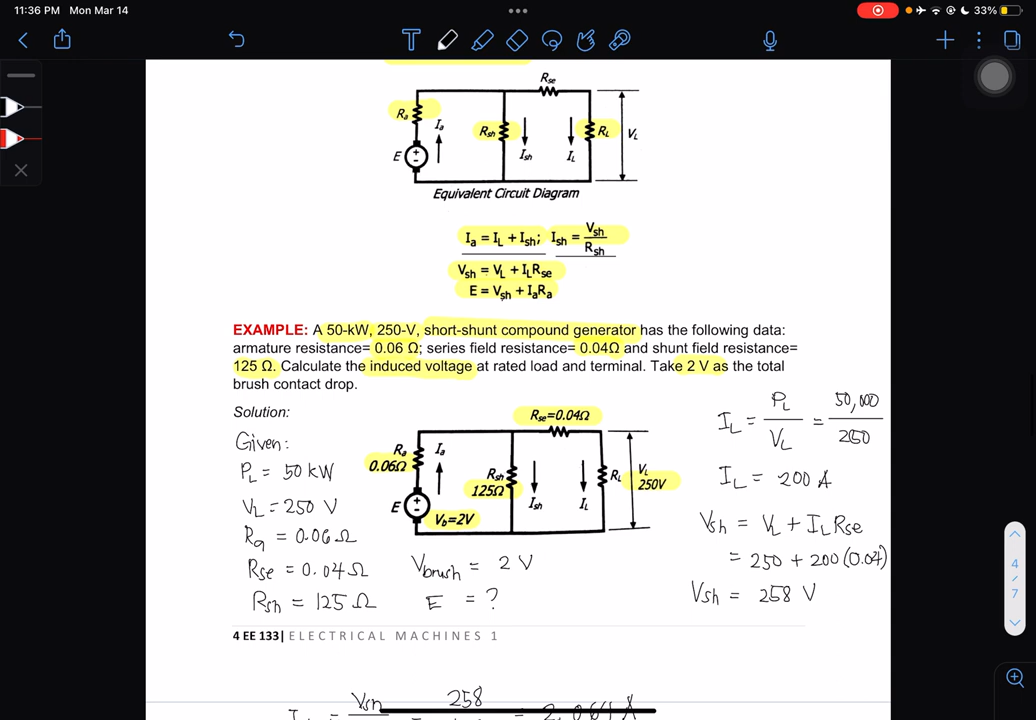 11:36 PM Mon Mar 14
33%
Rse
Ra
Ia
Rsh
RL
VL
E
Ish
IL
Equivalent Circuit Diagram
Ia = IL + Ish; Ish = Vsh / Rsh
Vsh = VL + ILRse
E = Vsh + IaRa
EXAMPLE: A 50-kW, 250-V, short-shunt compound generator has the following data:
armature resistance= 0.06 Ω; series field resistance= 0.04Ω and shunt field resistance=
125 Ω. Calculate the induced voltage at rated load and terminal. Take 2 V as the total
brush contact drop.
Solution:
Given:
PL = 50 kW
VL = 250 V
Ra = 0.06 Ω
Rse = 0.04 Ω
Rsh = 125 Ω
Rse=0.04Ω
Ra
0.06Ω
Ia
Rsh
125Ω
RL
VL
250V
E
Vb=2V
Ish
IL
Vbrush = 2 V
E = ?
IL = PL / VL = 50,000 / 250
IL = 200 A
Vsh = VL + ILRse
= 250 + 200(0.04)
Vsh = 258 V
4
/
7
4 EE 133| ELECTRICAL MACHINES 1
Vsh
258
= 2.064 A